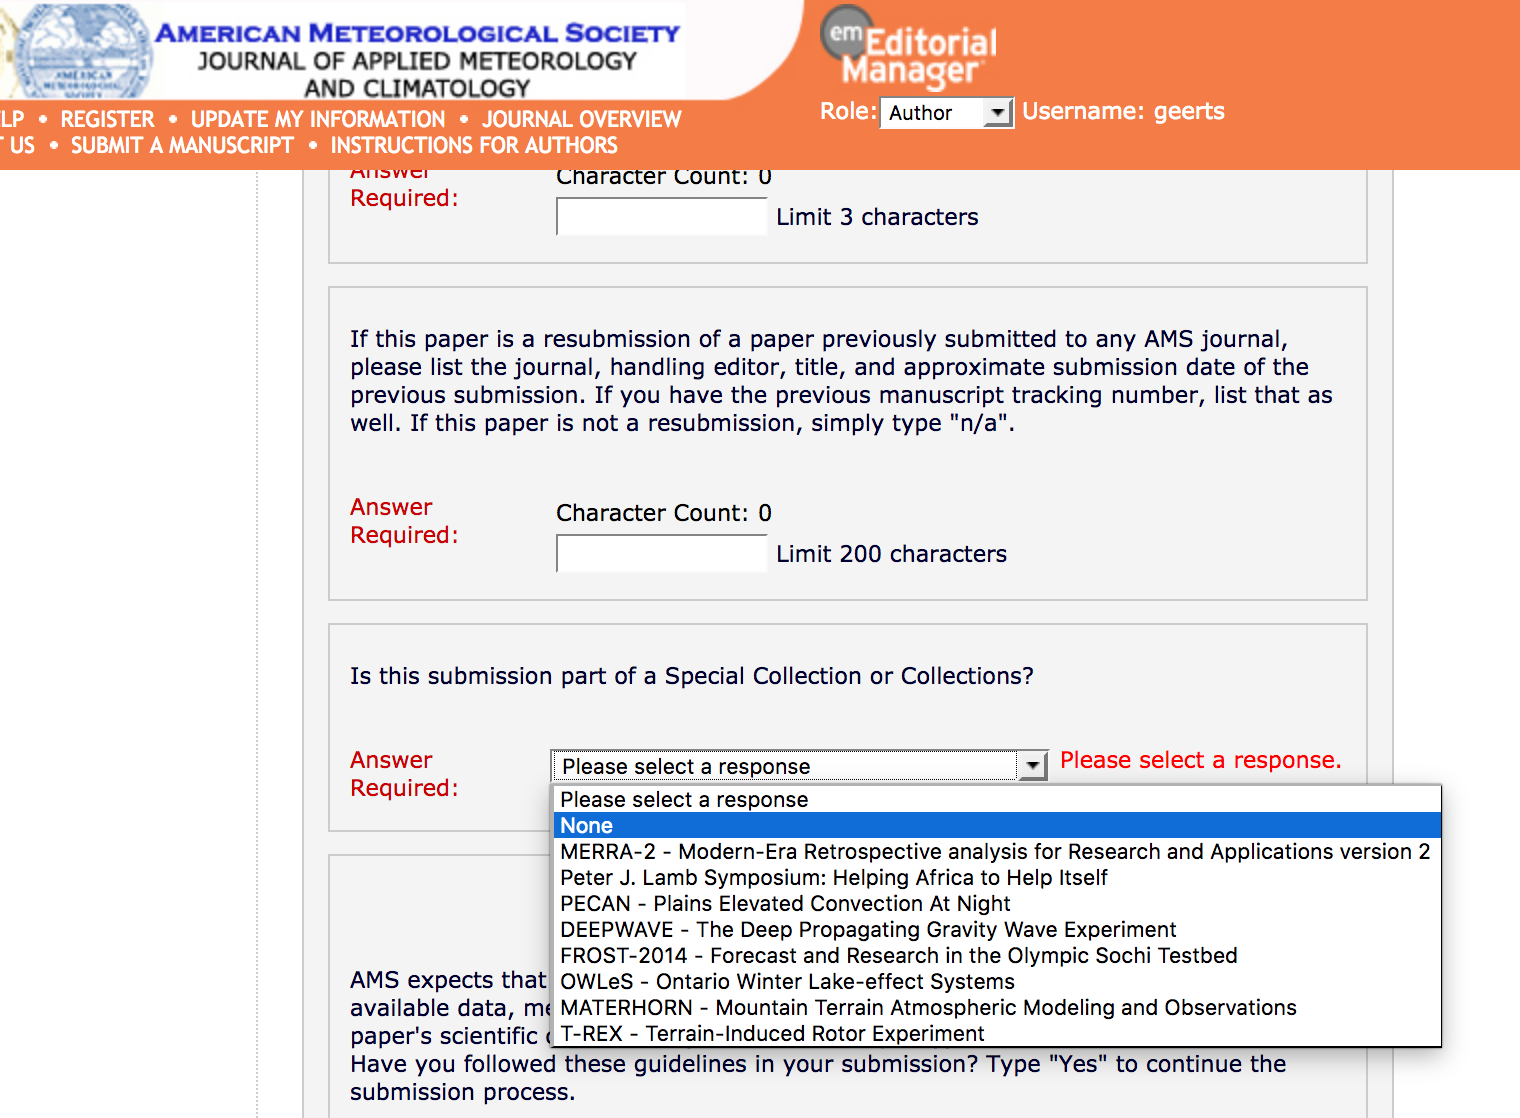 AMERICAN METEOROLOGICAL SOCIETY
JOURNAL OF APPLIED METEOROLOGY
AND CLIMATOLOGY
em Editorial
Manager
LP • REGISTER • UPDATE MY INFORMATION • JOURNAL OVERVIEW
Role: Author Username: geerts
T US • SUBMIT A MANUSCRIPT • INSTRUCTIONS FOR AUTHORS
Answer
Required:
Character Count: 0
Limit 3 characters
If this paper is a resubmission of a paper previously submitted to any AMS journal,
please list the journal, handling editor, title, and approximate submission date of the
previous submission. If you have the previous manuscript tracking number, list that as
well. If this paper is not a resubmission, simply type "n/a".
Answer
Required:
Character Count: 0
Limit 200 characters
Is this submission part of a Special Collection or Collections?
Answer
Required:
Please select a response
Please select a response.
Please select a response
None
MERRA-2 - Modern-Era Retrospective analysis for Research and Applications version 2
Peter J. Lamb Symposium: Helping Africa to Help Itself
PECAN - Plains Elevated Convection At Night
DEEPWAVE - The Deep Propagating Gravity Wave Experiment
FROST-2014 - Forecast and Research in the Olympic Sochi Testbed
OWLeS - Ontario Winter Lake-effect Systems
MATERHORN - Mountain Terrain Atmospheric Modeling and Observations
T-REX - Terrain-Induced Rotor Experiment
AMS expects that
available data, me
paper's scientific
Have you followed these guidelines in your submission? Type "Yes" to continue the
submission process.